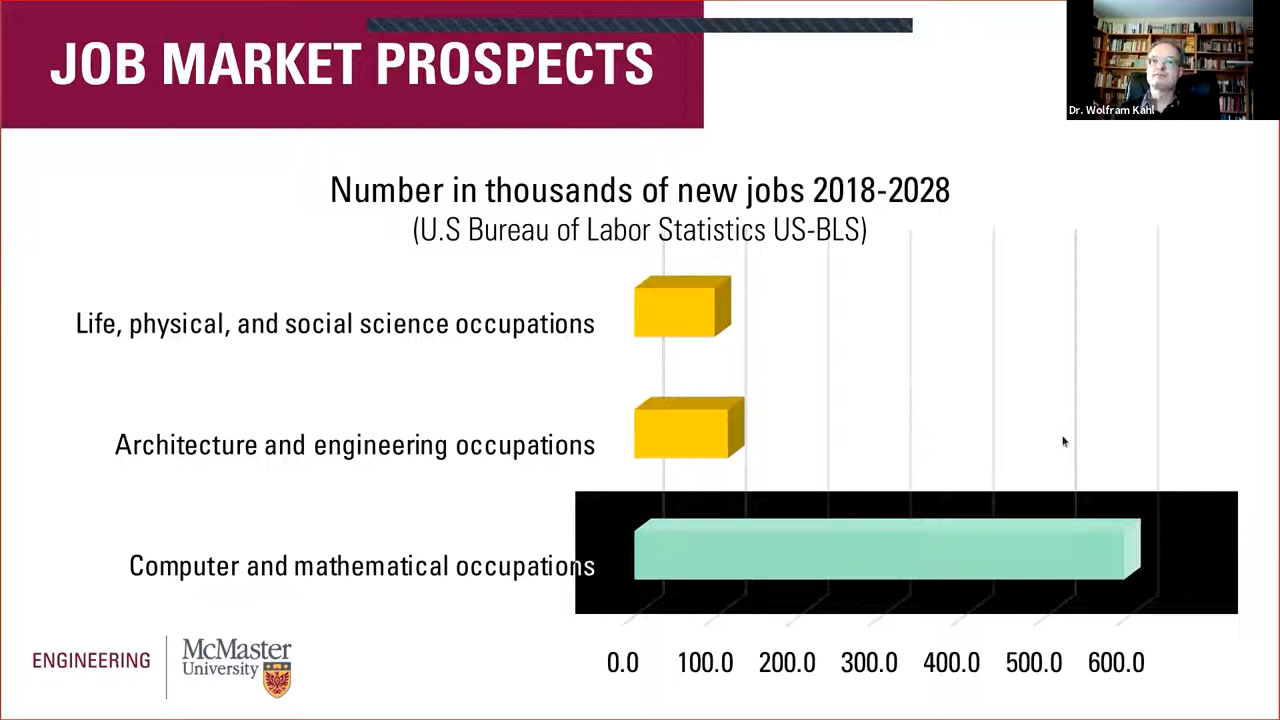 JOB MARKET PROSPECTS
Dr. Wolfram Kahl
Number in thousands of new jobs 2018-2028
(U.S Bureau of Labor Statistics US-BLS)
Life, physical, and social science occupations
Architecture and engineering occupations
Computer and mathematical occupations
0.0 100.0 200.0 300.0 400.0 500.0 600.0
ENGINEERING
McMaster
University